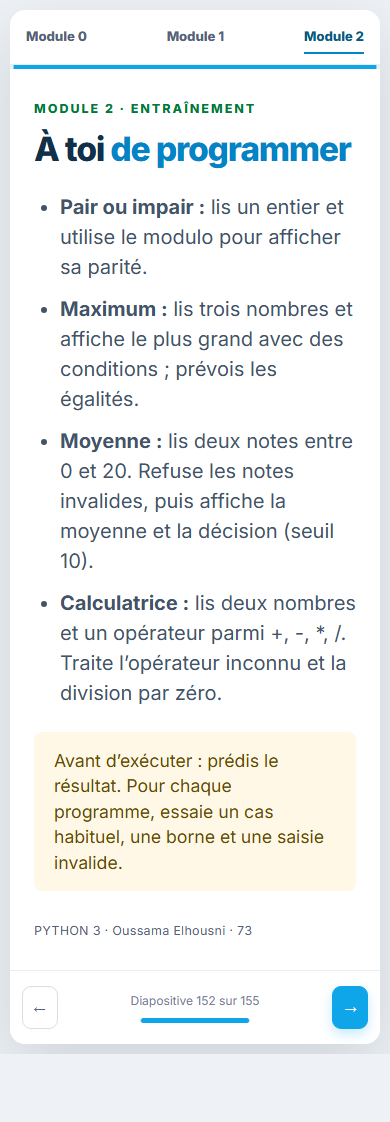 Module 0 Module 1 Module 2
MODULE 2 · ENTRAÎNEMENT
À toi de programmer
• Pair ou impair : lis un entier et
utilise le modulo pour afficher
sa parité.
• Maximum : lis trois nombres et
affiche le plus grand avec des
conditions ; prévois les
égalités.
• Moyenne : lis deux notes entre
0 et 20. Refuse les notes
invalides, puis affiche la
moyenne et la décision (seuil
10).
• Calculatrice : lis deux nombres
et un opérateur parmi +, -, *, /.
Traite l’opérateur inconnu et la
division par zéro.
Avant d’exécuter : prédis le
résultat. Pour chaque
programme, essaie un cas
habituel, une borne et une saisie
invalide.
PYTHON 3 · Oussama Elhousni · 73
← Diapositive 152 sur 155 →